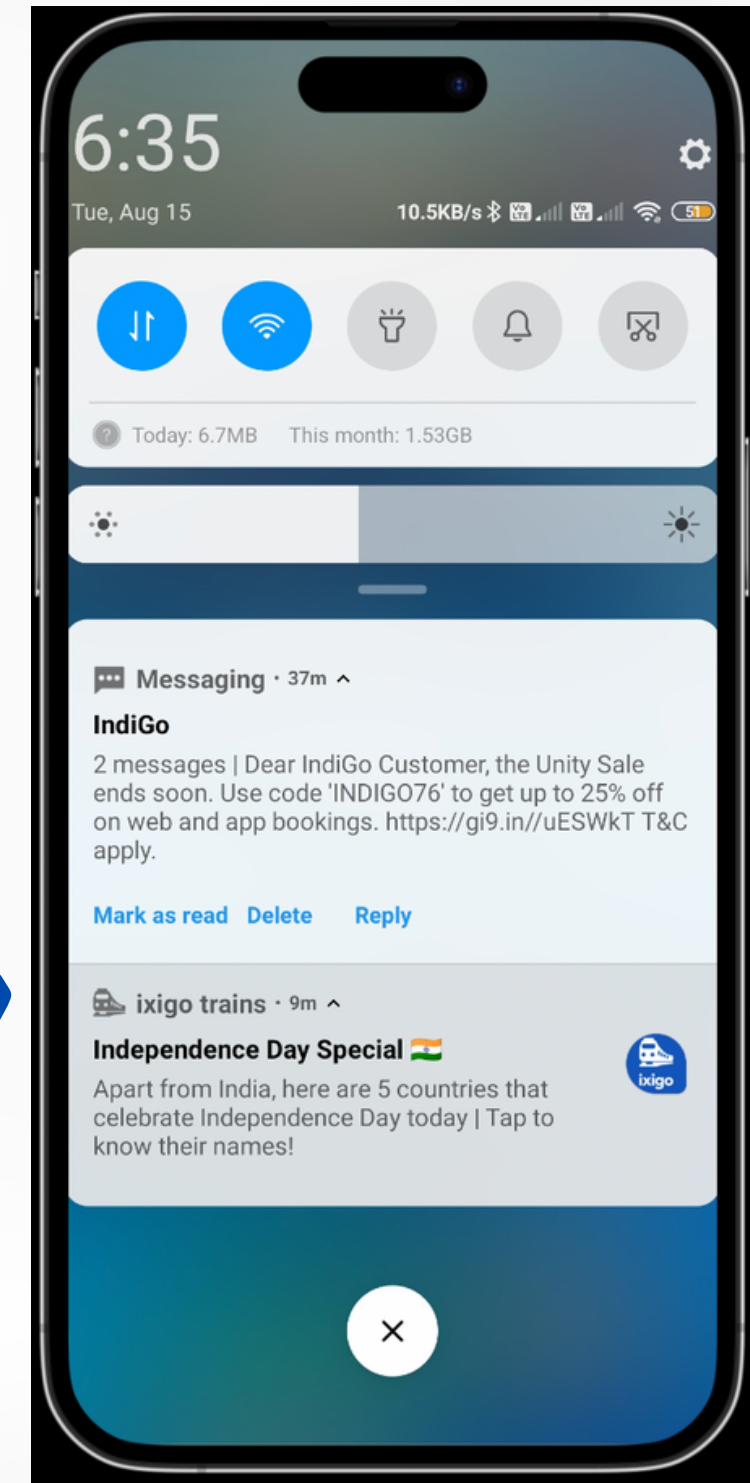 6:35
Tue, Aug 15
10.5KB/s Vo LTE Vo LTE 51
? Today: 6.7MB This month: 1.53GB
Messaging · 37m
IndiGo
2 messages | Dear IndiGo Customer, the Unity Sale
ends soon. Use code 'INDIGO76' to get up to 25% off
on web and app bookings. https://gi9.in//uESWkT T&C
apply.
Mark as read Delete Reply
ixigo trains · 9m
Independence Day Special 🇮🇳
ixigo
Apart from India, here are 5 countries that
celebrate Independence Day today | Tap to
know their names!